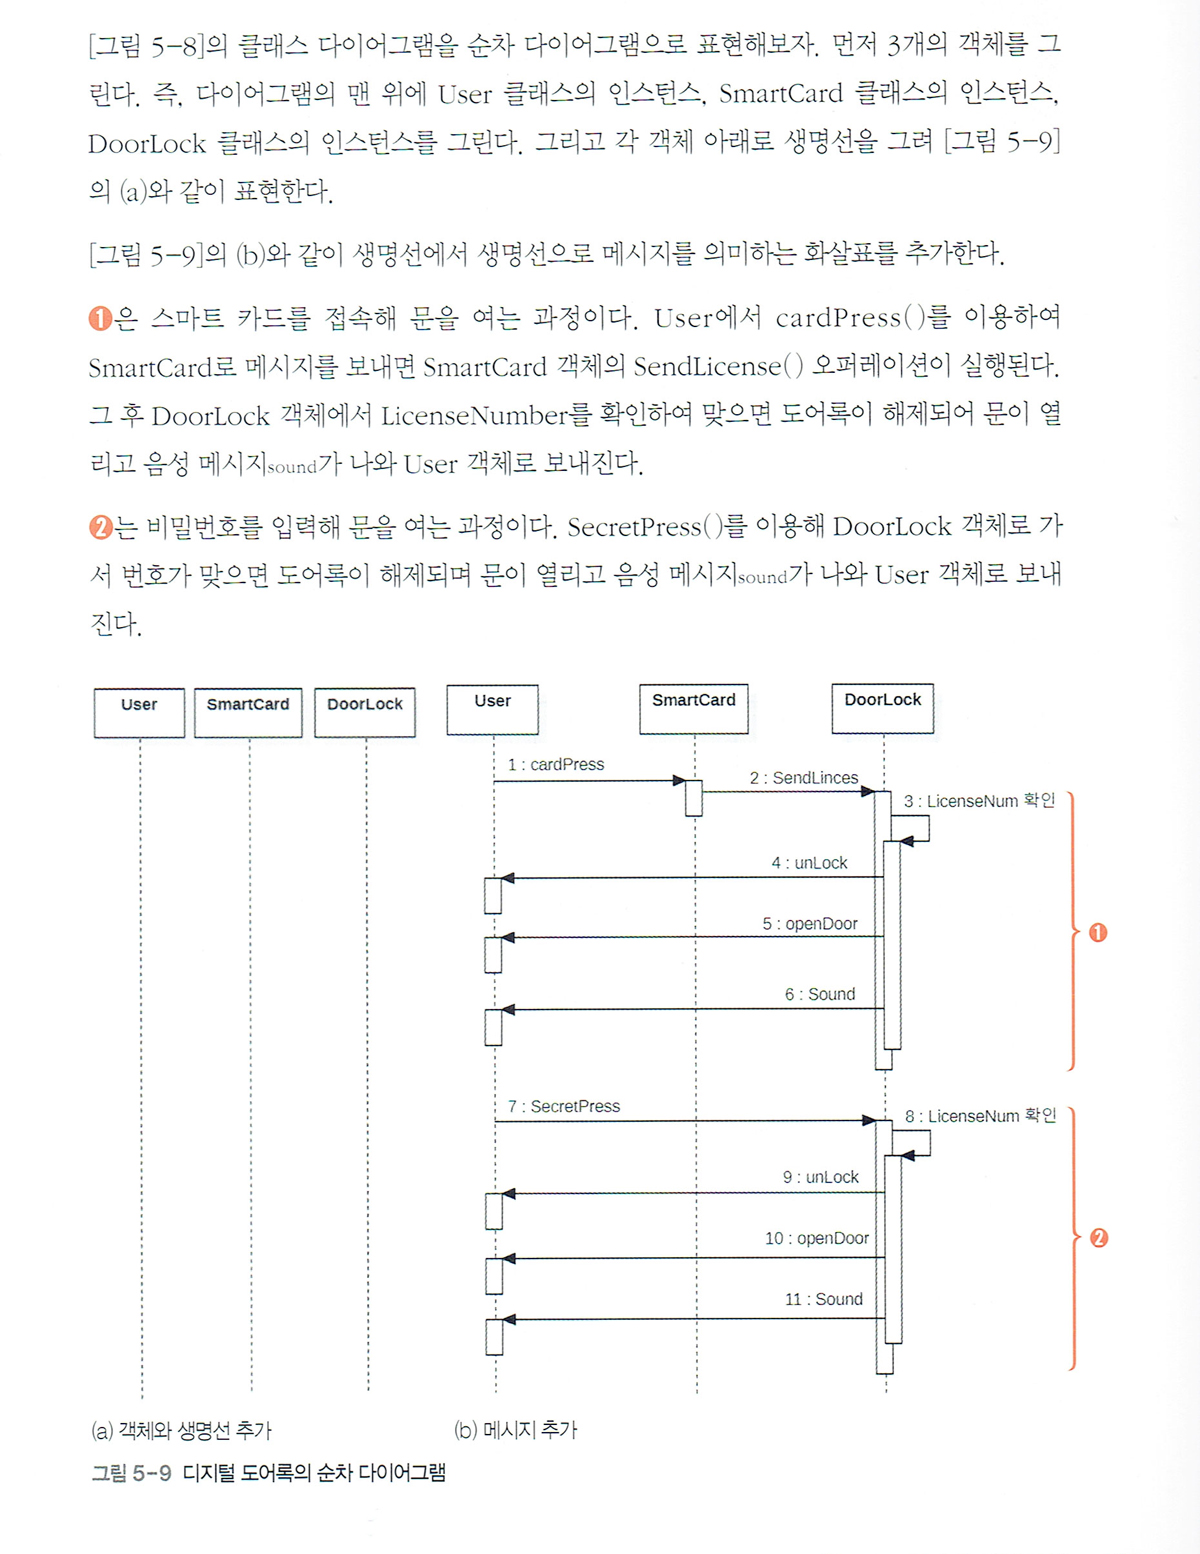 [그림 5-8]의 클래스 다이어그램을 순차 다이어그램으로 표현해보자. 먼저 3개의 객체를 그
린다. 즉, 다이어그램의 맨 위에 User 클래스의 인스턴스, SmartCard 클래스의 인스턴스,
DoorLock 클래스의 인스턴스를 그린다. 그리고 각 객체 아래로 생명선을 그려 [그림 5-9]
의 (a)와 같이 표현한다.
[그림 5-9]의 (b)와 같이 생명선에서 생명선으로 메시지를 의미하는 화살표를 추가한다.
❶은 스마트 카드를 접속해 문을 여는 과정이다. User에서 cardPress()를 이용하여
SmartCard로 메시지를 보내면 SmartCard 객체의 SendLicense() 오퍼레이션이 실행된다.
그 후 DoorLock 객체에서 LicenseNumber를 확인하여 맞으면 도어록이 해제되어 문이 열
리고 음성 메시지sound가 나와 User 객체로 보내진다.
❷는 비밀번호를 입력해 문을 여는 과정이다. SecretPress()를 이용해 DoorLock 객체로 가
서 번호가 맞으면 도어록이 해제되며 문이 열리고 음성 메시지sound가 나와 User 객체로 보내
진다.
User SmartCard DoorLock
User SmartCard DoorLock
1 : cardPress
2 : SendLinces
3 : LicenseNum 확인
4 : unLock
5 : openDoor
❶
6 : Sound
7 : SecretPress
8 : LicenseNum 확인
9 : unLock
10 : openDoor
❷
11 : Sound
(a) 객체와 생명선 추가
(b) 메시지 추가
그림 5-9 디지털 도어록의 순차 다이어그램